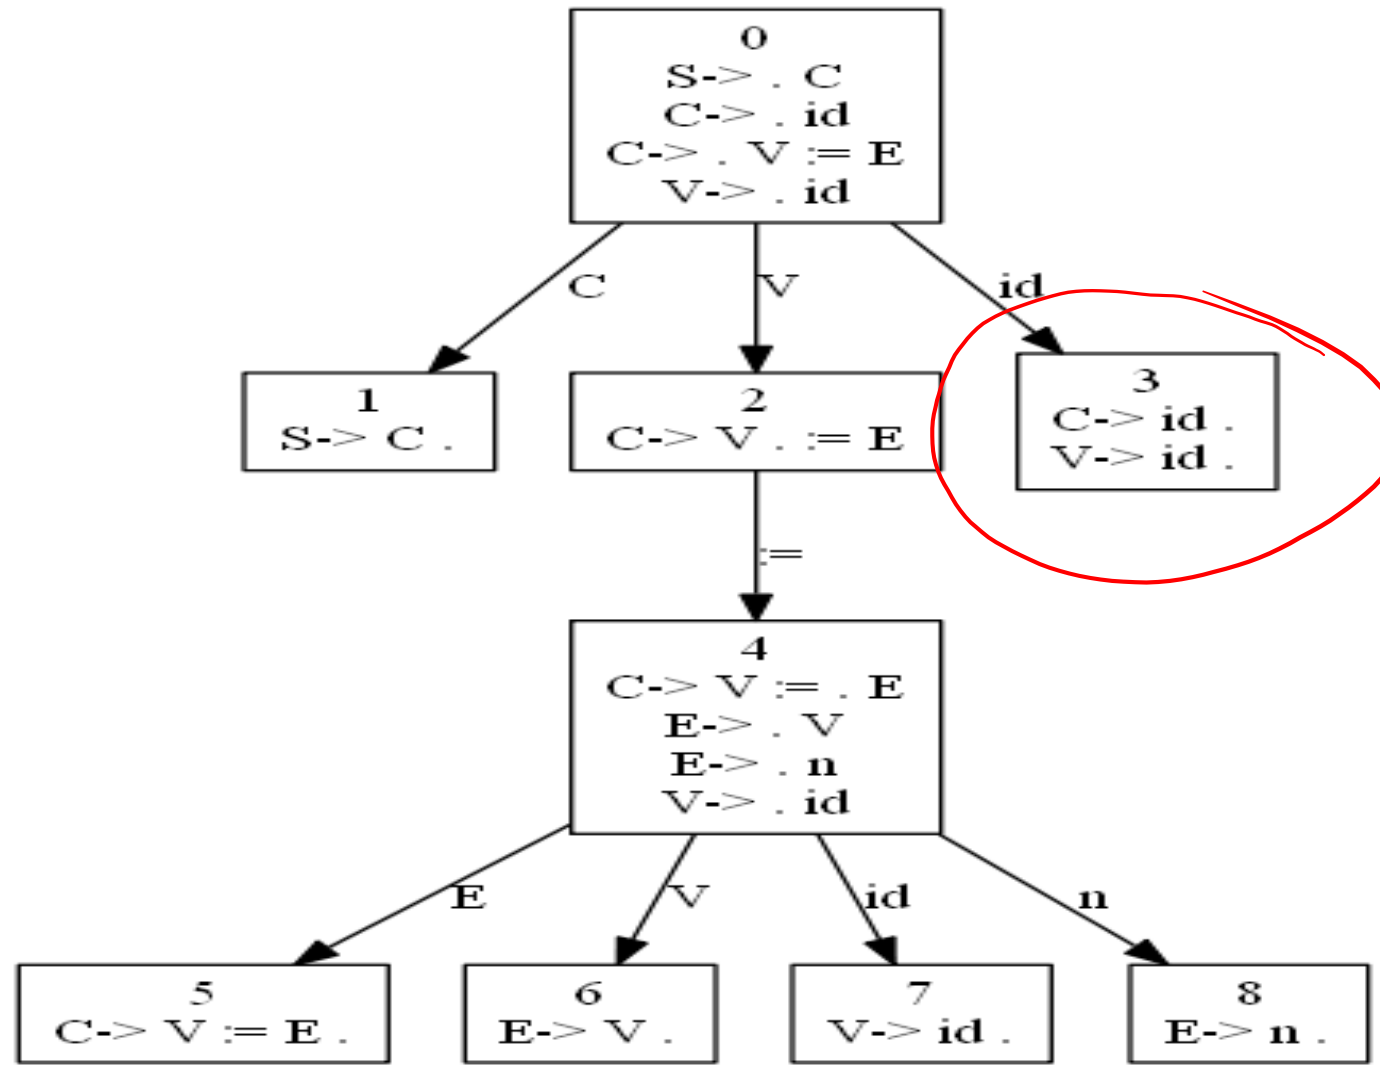 0
S-> . C
C-> . id
C-> . V := E
V-> . id
C
V
id
1
S-> C .
2
C-> V . := E
3
C-> id .
V-> id .
:=
4
C-> V := . E
E-> . V
E-> . n
V-> . id
E
V
id
n
5
C-> V := E .
6
E-> V .
7
V-> id .
8
E-> n .